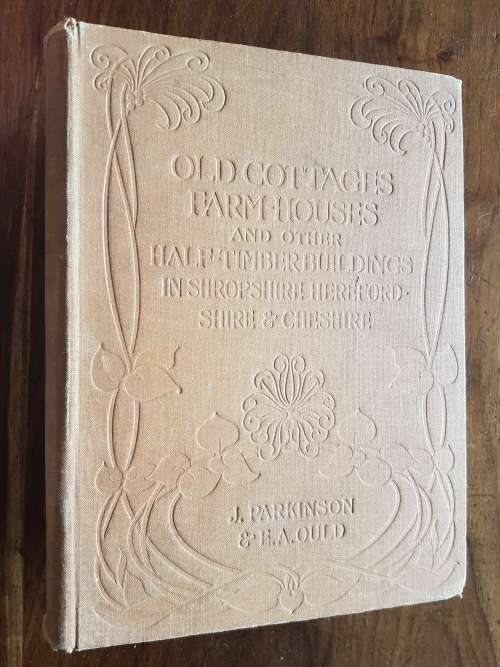 OLD COTTAGES
FARM-HOUSES
AND OTHER
HALF-TIMBER BUILDINGS
IN SHROPSHIRE HEREFORD-
SHIRE & CHESHIRE
J. PARKINSON
& E.A. OULD